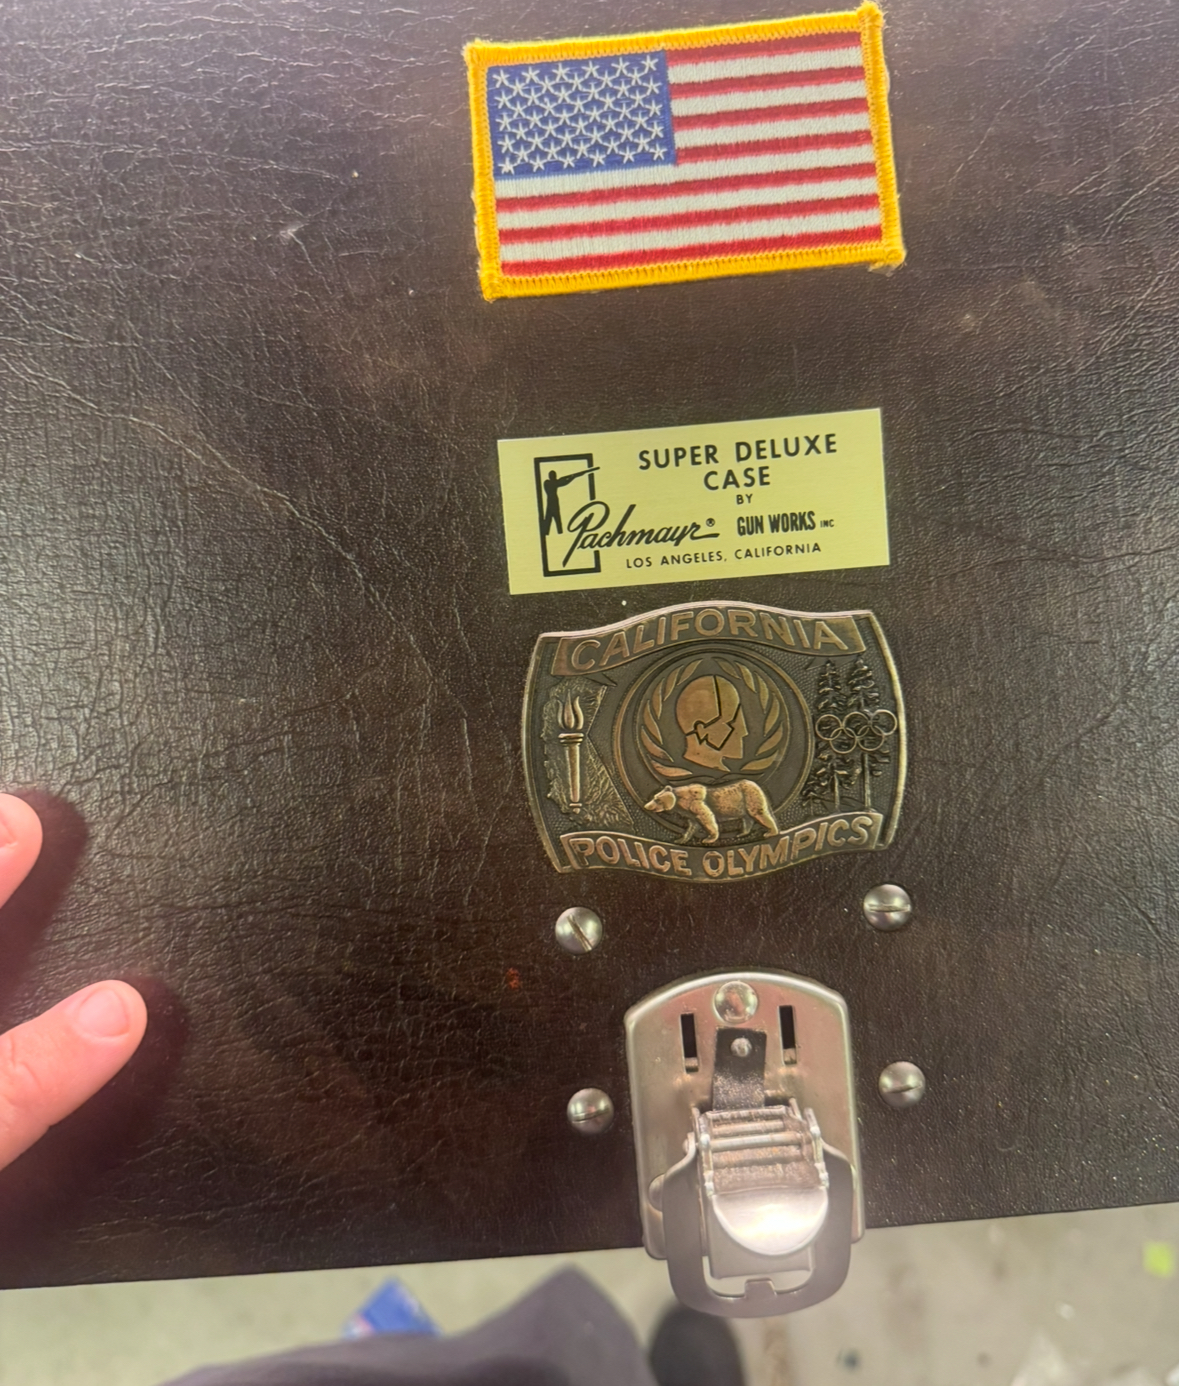 SUPER DELUXE
CASE
BY
Pachmayr® GUN WORKS INC
LOS ANGELES, CALIFORNIA
CALIFORNIA
POLICE OLYMPICS